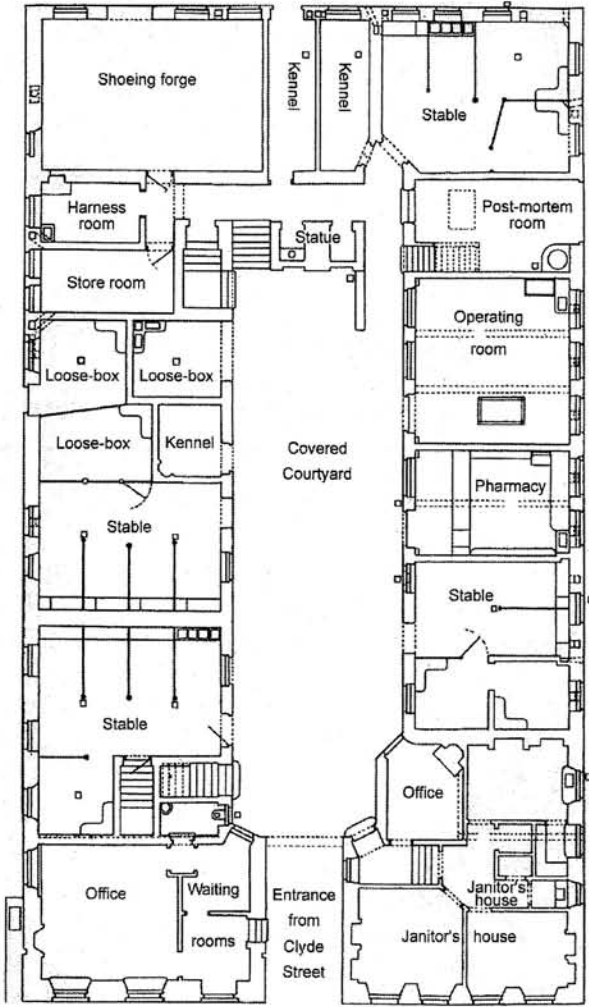 Shoeing forge
Kennel
Kennel
Stable
Harness
room
Post-mortem
room
Statue
Store room
Operating
room
Loose-box
Loose-box
Loose-box
Kennel
Covered
Courtyard
Pharmacy
Stable
Stable
Stable
Office
Office
Waiting
rooms
Entrance
from
Clyde
Street
Janitor's
house
Janitor's house